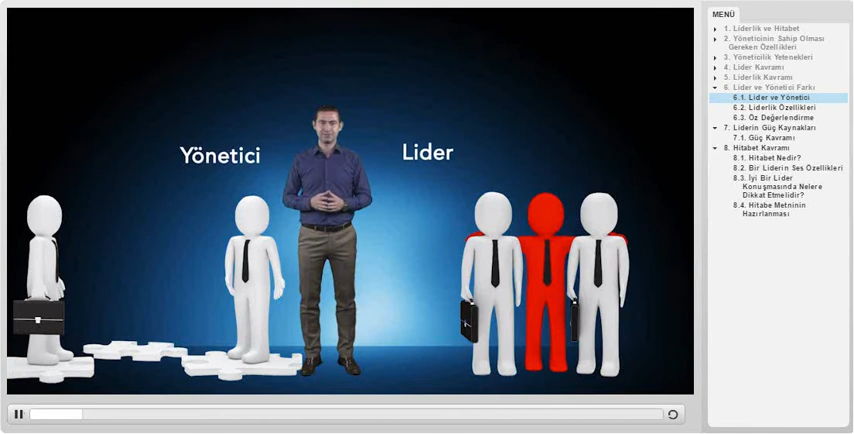 Yönetici
Lider
MENÜ
1. Liderlik ve Hitabet
2. Yöneticinin Sahip Olması
Gereken Özellikleri
3. Yöneticilik Yetenekleri
4. Lider Kavramı
5. Liderlik Kavramı
6. Lider ve Yönetici Farkı
6.1. Lider ve Yönetici
6.2. Liderlik Özellikleri
6.3. Öz Değerlendirme
7. Liderin Güç Kaynakları
7.1. Güç Kavramı
8. Hitabet Kavramı
8.1. Hitabet Nedir?
8.2. Bir Liderin Ses Özellikleri
8.3. İyi Bir Lider
Konuşmasında Nelere
Dikkat Etmelidir?
8.4. Hitabe Metninin
Hazırlanması